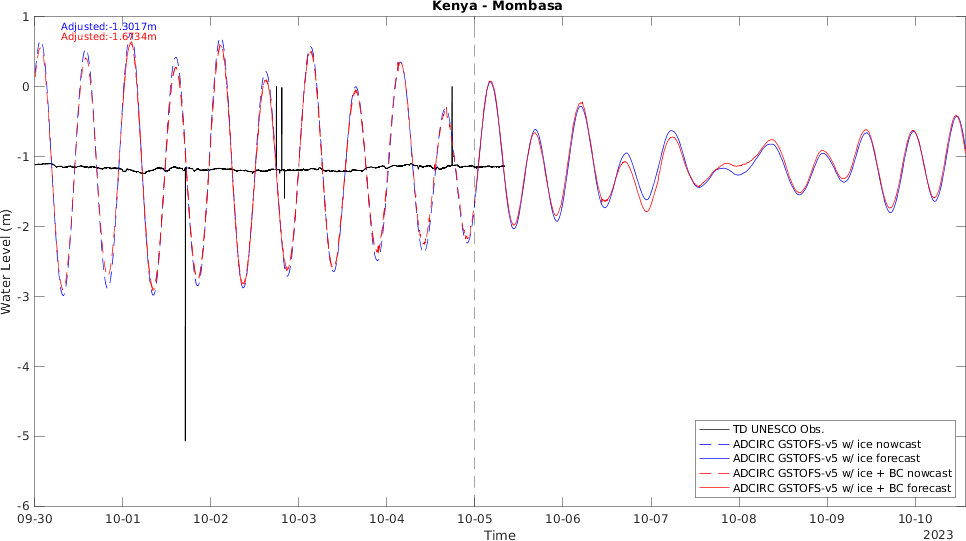 Kenya - Mombasa
Adjusted:-1.3017m
Adjusted:-1.6734m
Water Level (m)
1
0
-1
-2
-3
-4
-5
-6
TD UNESCO Obs.
ADCIRC GSTOFS-v5 w/ ice nowcast
ADCIRC GSTOFS-v5 w/ ice forecast
ADCIRC GSTOFS-v5 w/ ice + BC nowcast
ADCIRC GSTOFS-v5 w/ ice + BC forecast
09-30 10-01 10-02 10-03 10-04 10-05 10-06 10-07 10-08 10-09 10-10
Time
2023